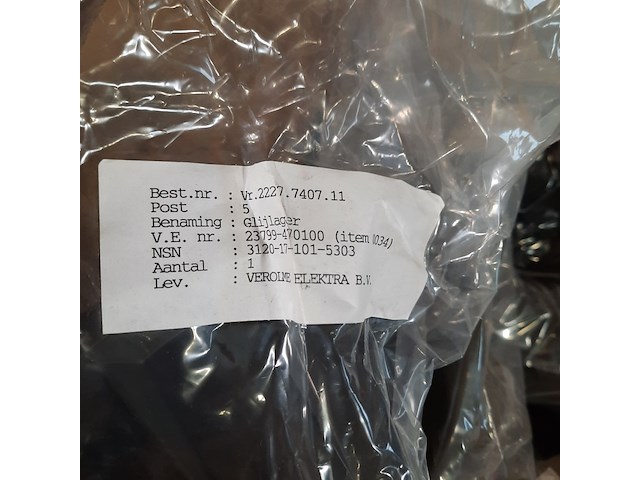 Best.nr. : Vr.2227.7407.11
Post : 5
Benaming : Glijlager
V.E. nr. : 23799-470100 (item 1034)
NSN : 3120-17-101-5303
Aantal : 1
Lev. : VEROLME ELEKTRA B.V.